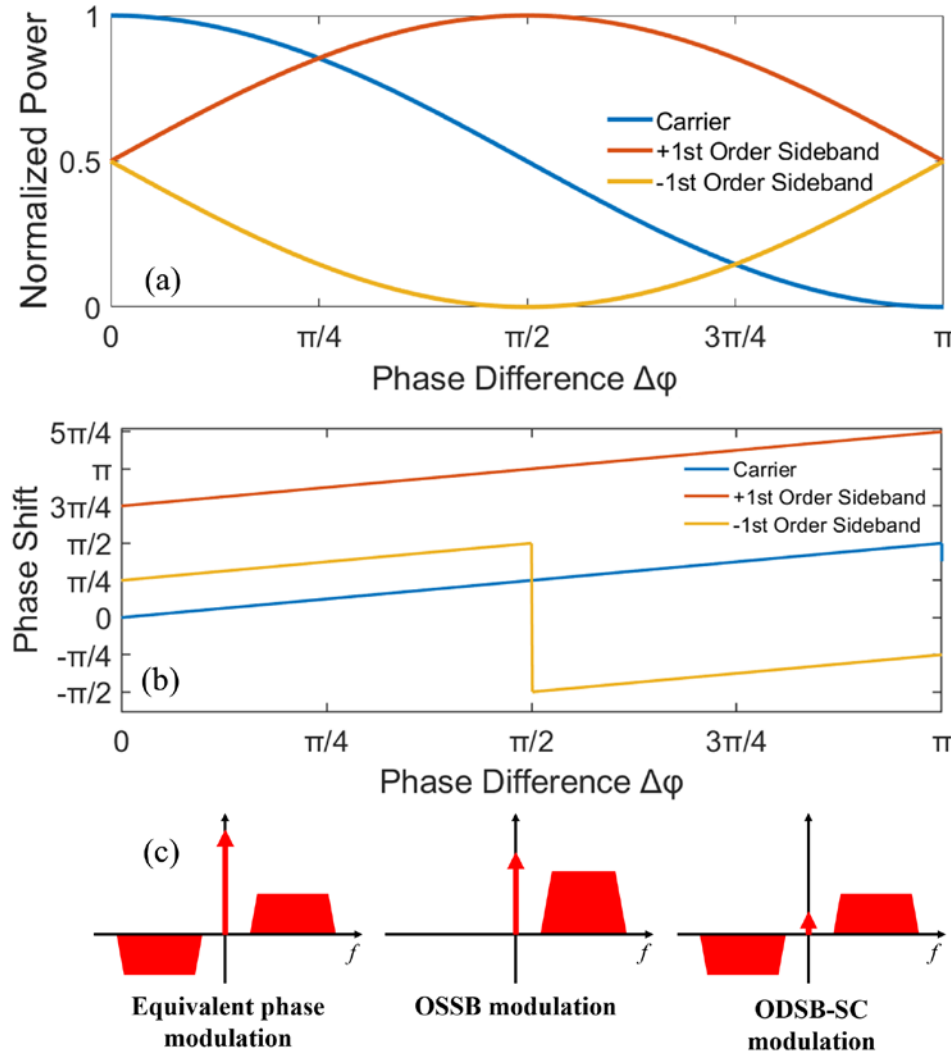 1
0.5
0
Normalized Power
Carrier
+1st Order Sideband
-1st Order Sideband
(a)
0
π/4
π/2
3π/4
π
Phase Difference Δφ
5π/4
π
3π/4
π/2
π/4
0
-π/4
-π/2
Phase Shift
Carrier
+1st Order Sideband
-1st Order Sideband
(b)
0
π/4
π/2
3π/4
π
Phase Difference Δφ
(c)
f
f
f
Equivalent phase
modulation
OSSB modulation
ODSB-SC
modulation